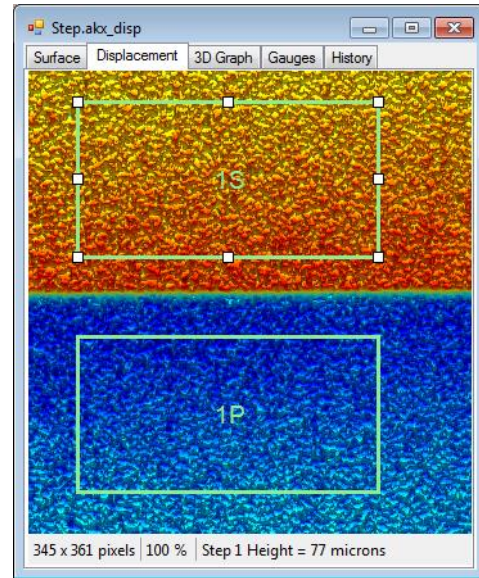 Step.akx_disp
Surface Displacement 3D Graph Gauges History
1S
1P
345 x 361 pixels 100 % Step 1 Height = 77 microns